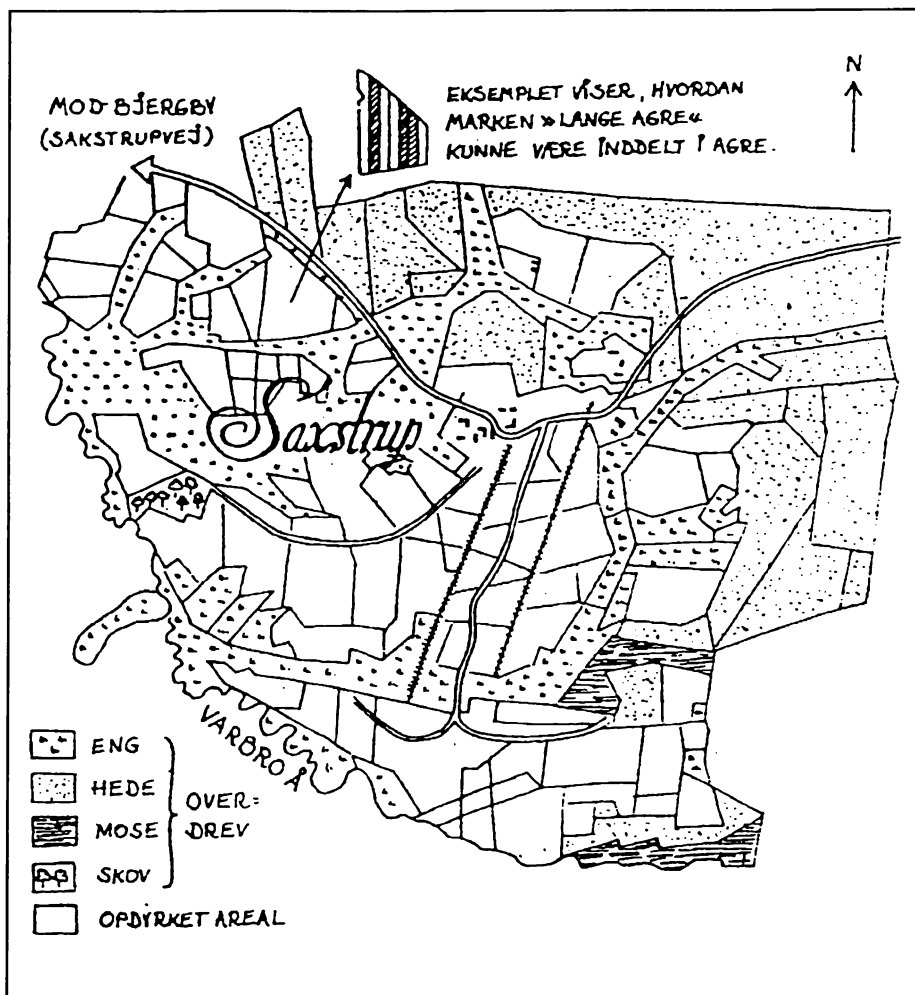 MOD BJERGBY
(SAKSTRUPVEJ)
EKSEMPLET VISER, HVORDAN
MARKEN »LANGE AGRE«
KUNNE VÆRE INDDELT I AGRE.
N
Saxstrup
VARBRO Å
ENG
HEDE
MOSE
SKOV
OVER=
DREV
OPDYRKET AREAL